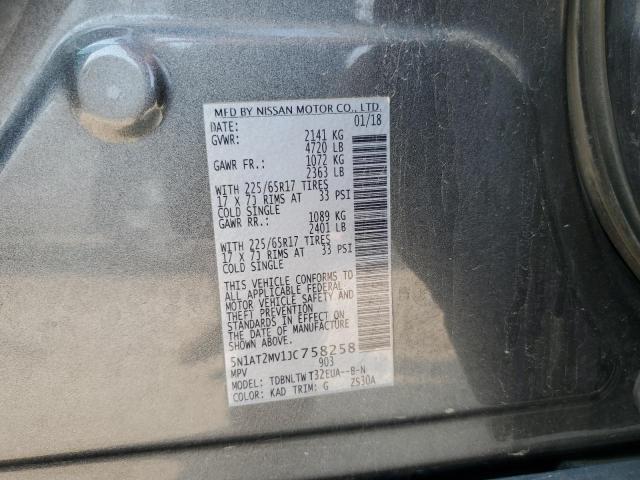 MFD BY NISSAN MOTOR CO., LTD.
DATE: 01/18
GVWR: 2141 KG
4720 LB
GAWR FR.: 1072 KG
2363 LB
WITH 225/65R17 TIRES
17 X 7J RIMS AT 33 PSI
COLD SINGLE
GAWR RR.: 1089 KG
2401 LB
WITH 225/65R17 TIRES
17 X 7J RIMS AT 33 PSI
COLD SINGLE
THIS VEHICLE CONFORMS TO
ALL APPLICABLE FEDERAL
MOTOR VEHICLE SAFETY AND
THEFT PREVENTION
STANDARDS IN EFFECT ON
THE DATE OF MANUFACTURE
SHOWN ABOVE.
5N1AT2MV1JC758258
MPV 903
MODEL: TDBNLTWT32EUA--B-N
COLOR: KAD TRIM: G ZS30A